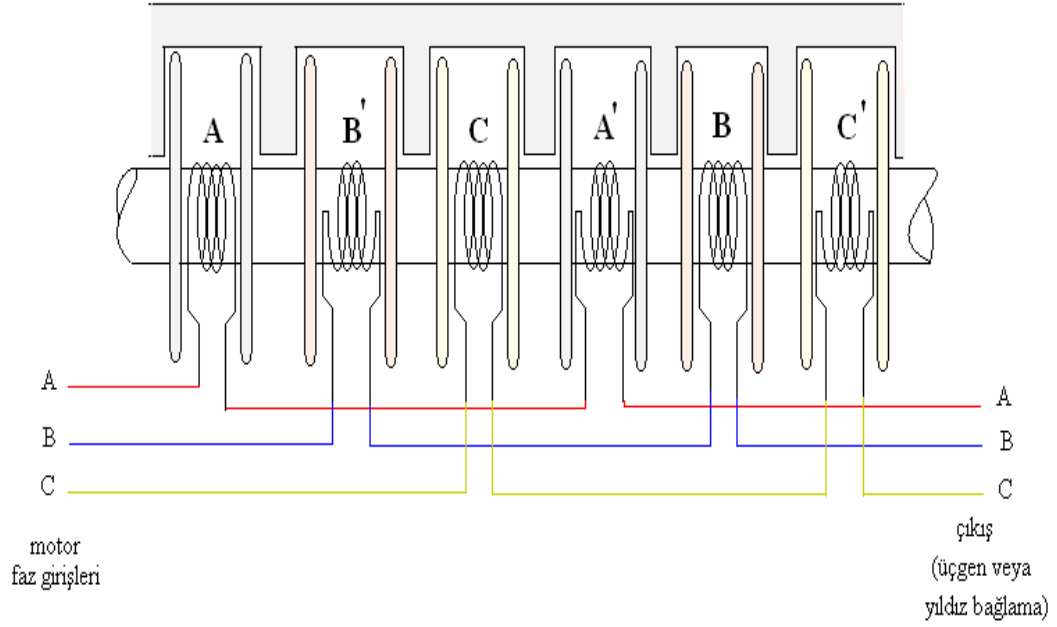 A B' C A' B C'
A
B
C
A
B
C
motor
faz girişleri
çıkış
(üçgen veya
yıldız bağlama)